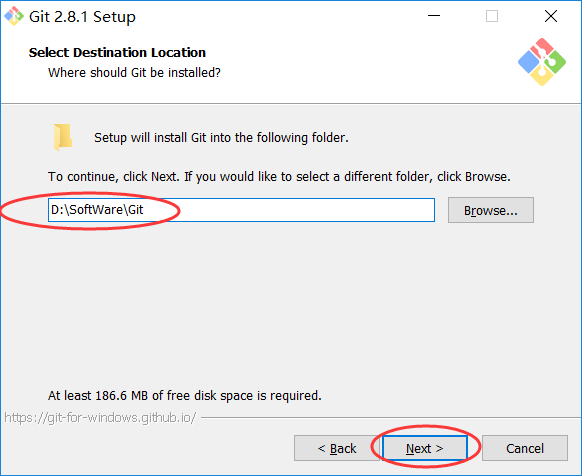 Git 2.8.1 Setup
Select Destination Location
Where should Git be installed?
Setup will install Git into the following folder.
To continue, click Next. If you would like to select a different folder, click Browse.
D:\SoftWare\Git
Browse...
At least 186.6 MB of free disk space is required.
https://git-for-windows.github.io/
< Back
Next >
Cancel